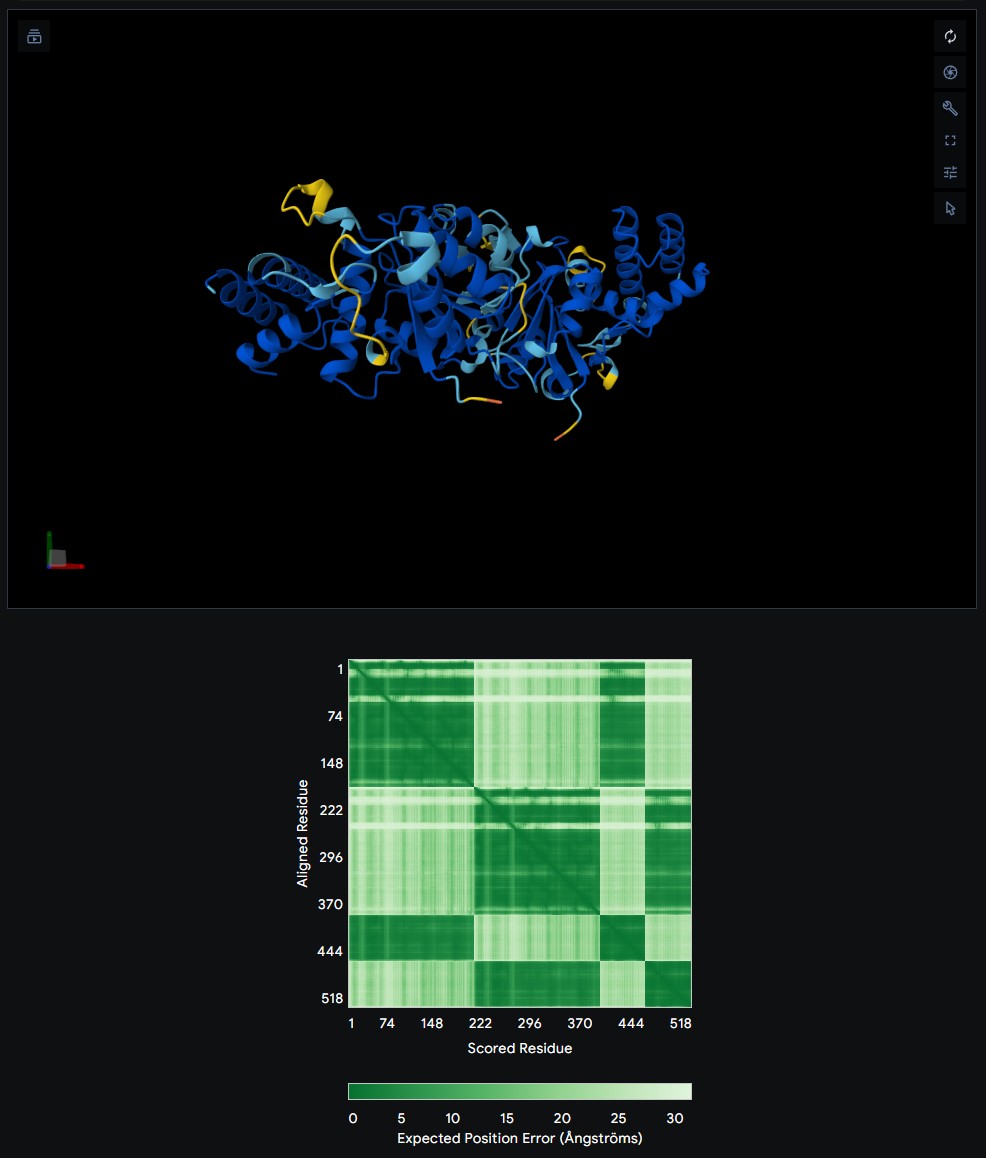 1
74
148
222
296
370
444
518
Aligned Residue
1 74 148 222 296 370 444 518
Scored Residue
0 5 10 15 20 25 30
Expected Position Error (Ångströms)